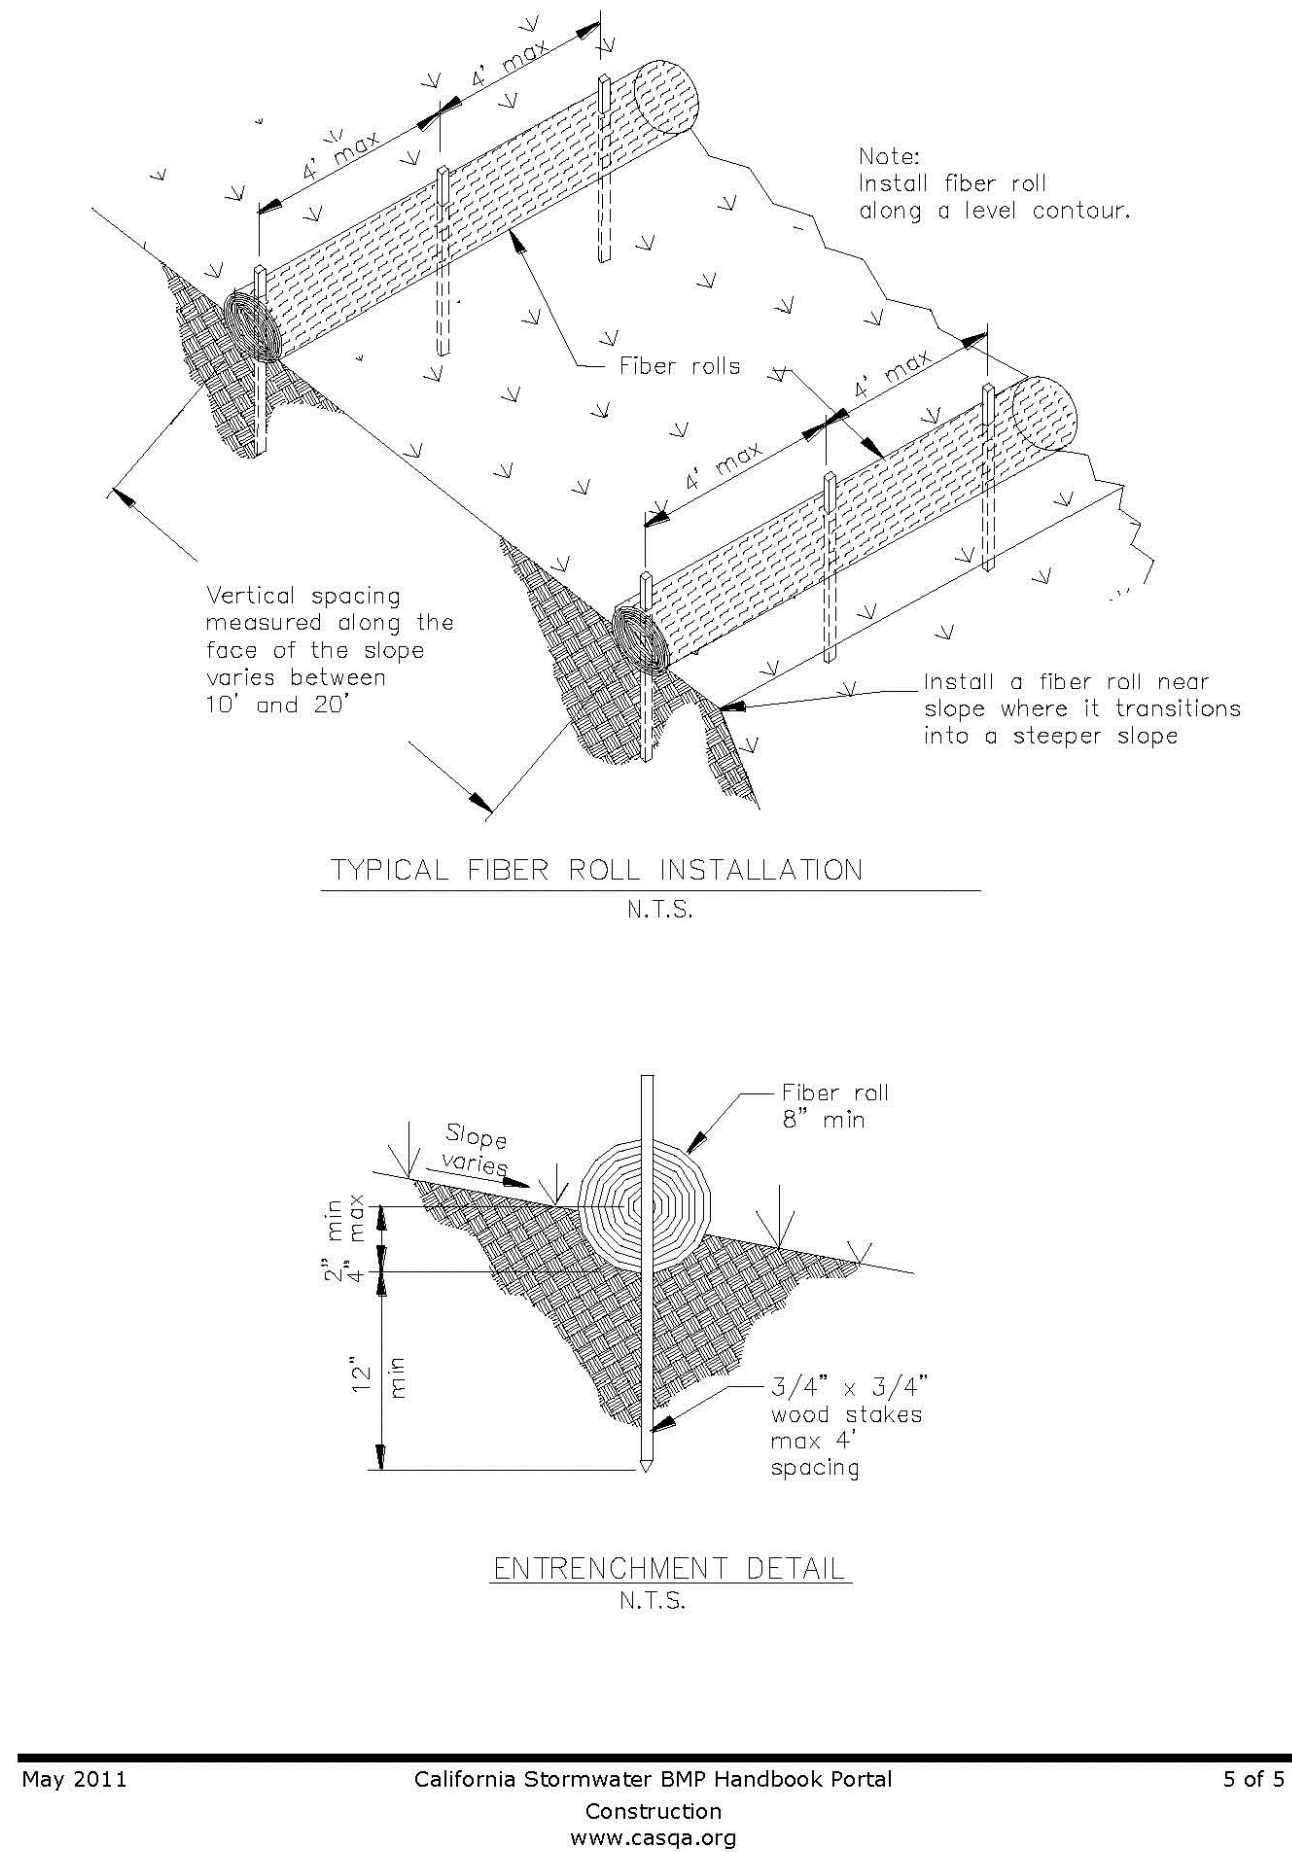 4' max
4' max
Note:
Install fiber roll
along a level contour.
Fiber rolls
4' max
4' max
Vertical spacing
measured along the
face of the slope
varies between
10' and 20'
Install a fiber roll near
slope where it transitions
into a steeper slope
TYPICAL FIBER ROLL INSTALLATION
N.T.S.
Fiber roll
8" min
Slope
varies
2" min
4" max
12"
min
3/4" x 3/4"
wood stakes
max 4'
spacing
ENTRENCHMENT DETAIL
N.T.S.
May 2011 California Stormwater BMP Handbook Portal 5 of 5
Construction
www.casqa.org